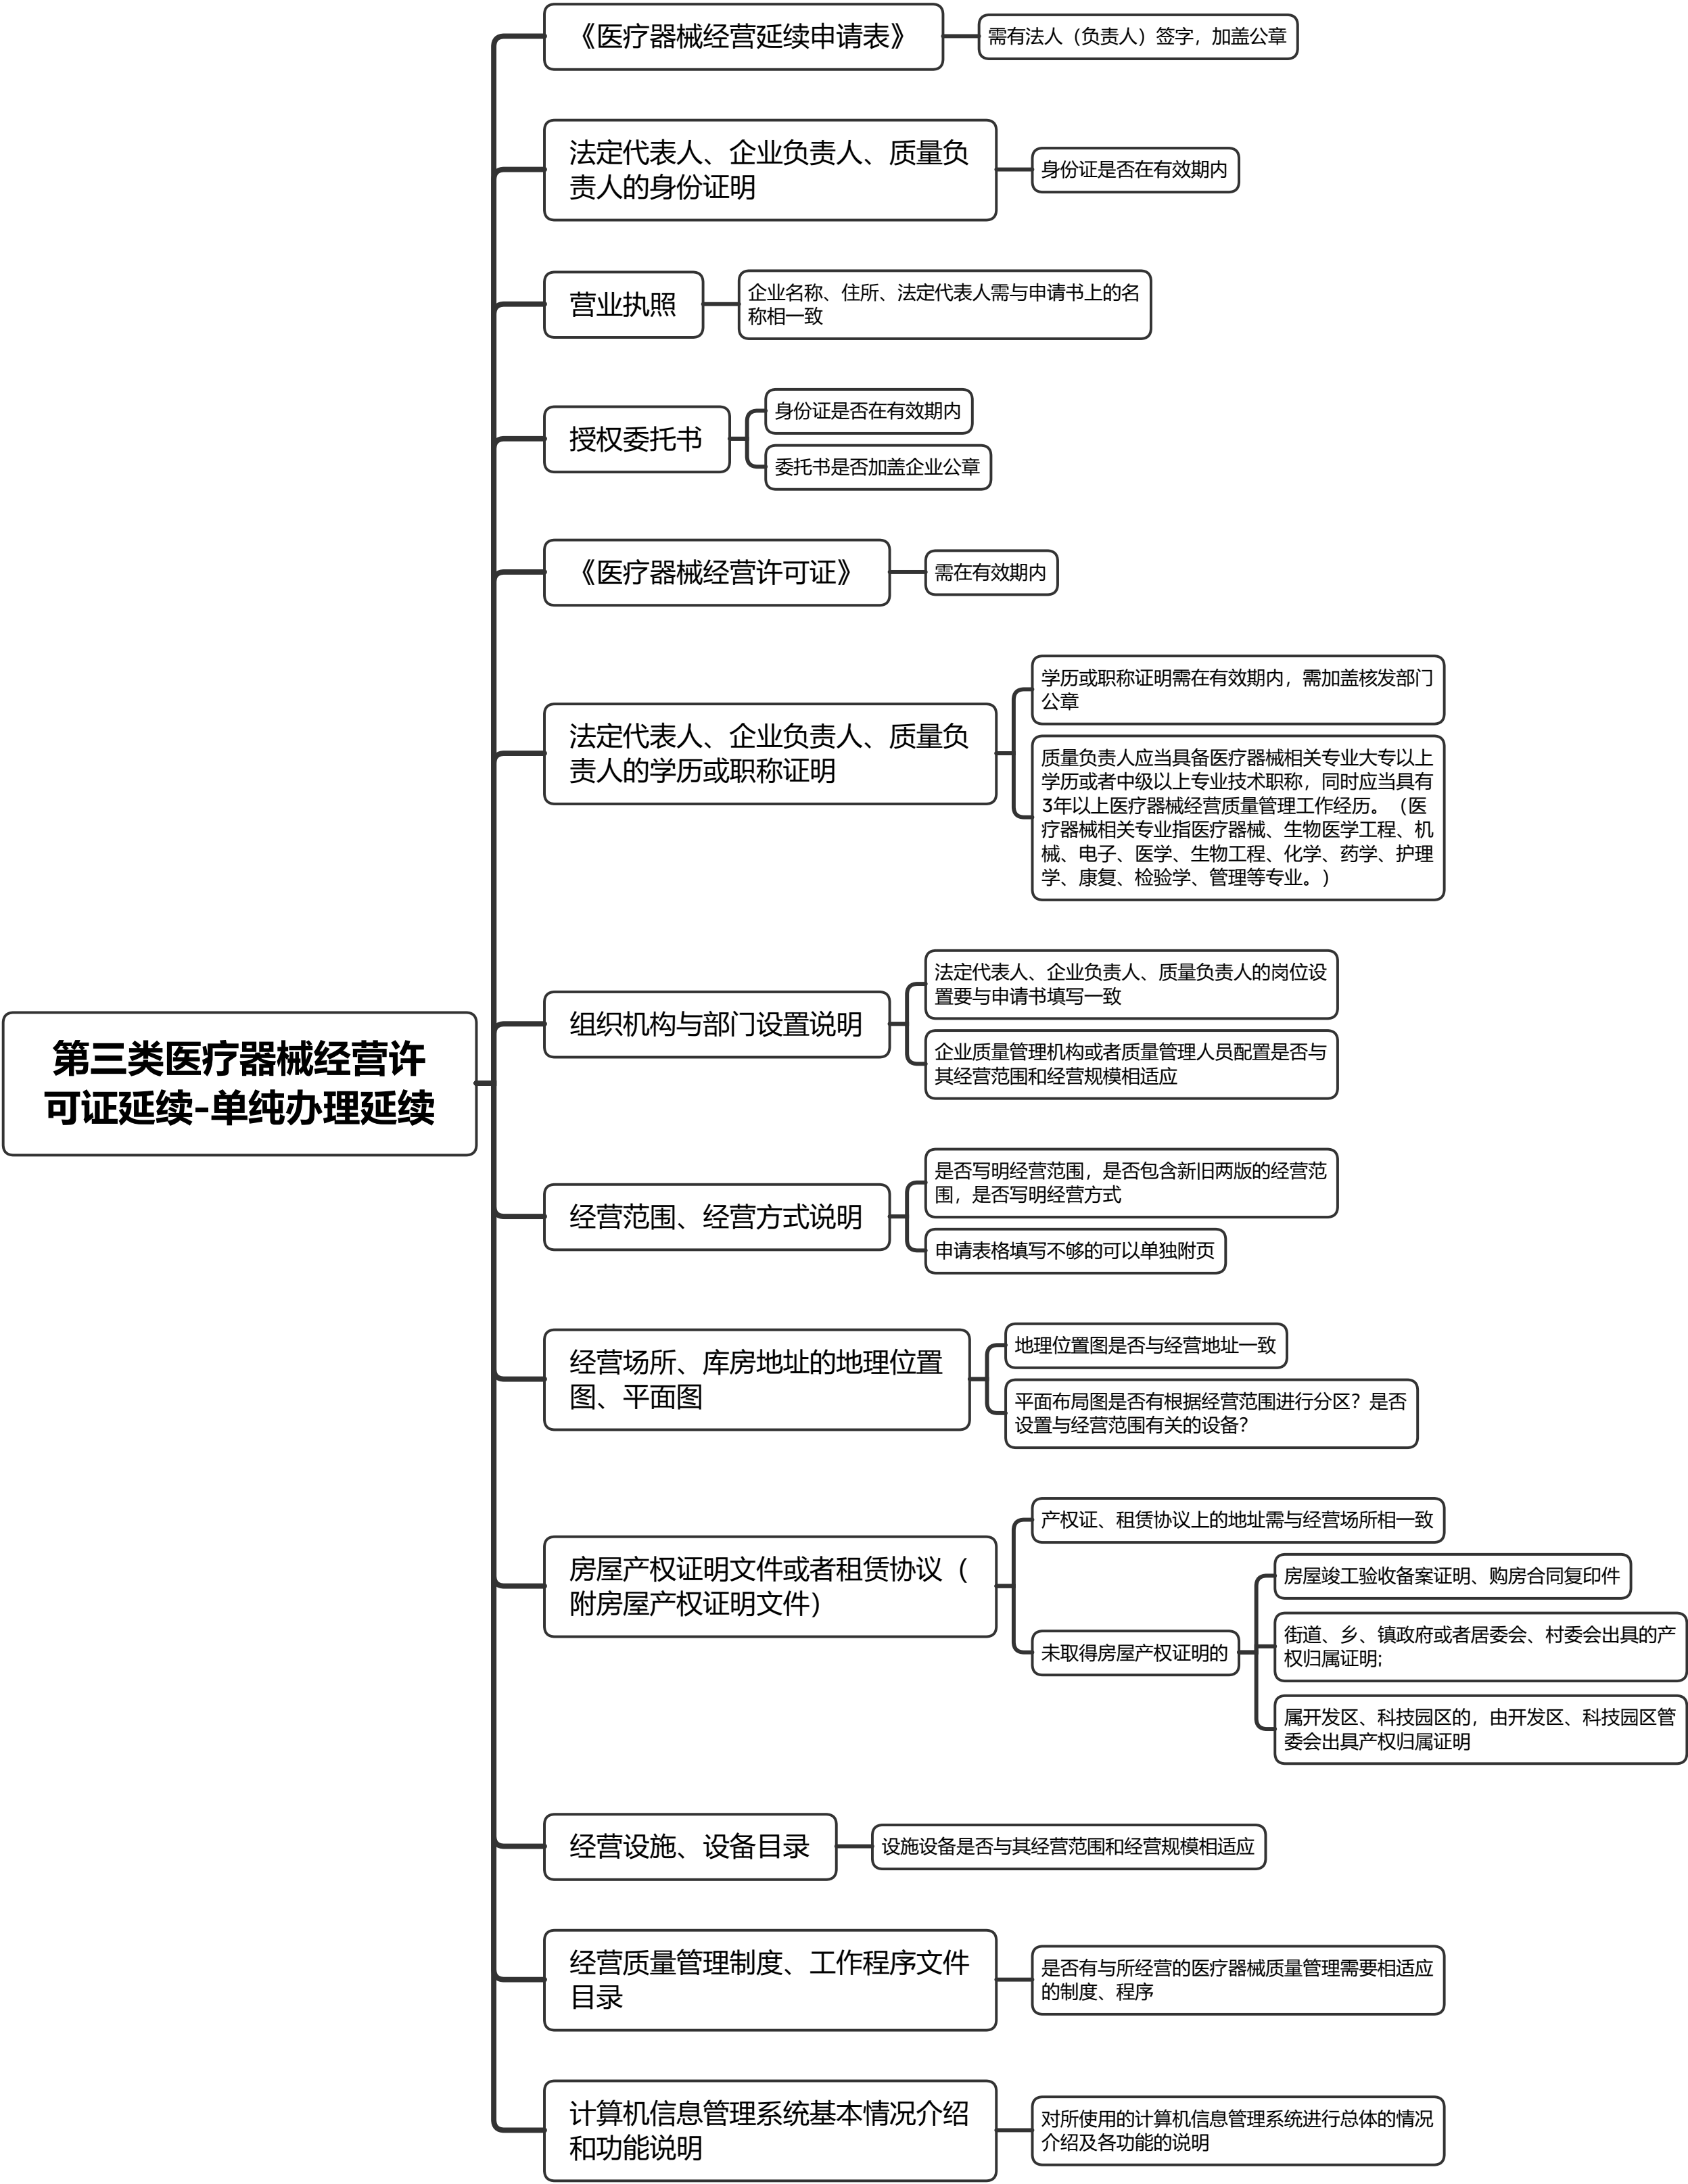 《医疗器械经营延续申请表》
需有法人（负责人）签字，加盖公章
法定代表人、企业负责人、质量负
责人的身份证明
身份证是否在有效期内
营业执照
企业名称、住所、法定代表人需与申请书上的名
称相一致
授权委托书
身份证是否在有效期内
委托书是否加盖企业公章
《医疗器械经营许可证》
需在有效期内
法定代表人、企业负责人、质量负
责人的学历或职称证明
学历或职称证明需在有效期内，需加盖核发部门
公章
质量负责人应当具备医疗器械相关专业大专以上
学历或者中级以上专业技术职称，同时应当具有
3年以上医疗器械经营质量管理工作经历。（医
疗器械相关专业指医疗器械、生物医学工程、机
械、电子、医学、生物工程、化学、药学、护理
学、康复、检验学、管理等专业。）
第三类医疗器械经营许
可证延续-单纯办理延续
组织机构与部门设置说明
法定代表人、企业负责人、质量负责人的岗位设
置要与申请书填写一致
企业质量管理机构或者质量管理人员配置是否与
其经营范围和经营规模相适应
经营范围、经营方式说明
是否写明经营范围，是否包含新旧两版的经营范
围，是否写明经营方式
申请表格填写不够的可以单独附页
经营场所、库房地址的地理位置
图、平面图
地理位置图是否与经营地址一致
平面布局图是否有根据经营范围进行分区？是否
设置与经营范围有关的设备？
房屋产权证明文件或者租赁协议（
附房屋产权证明文件）
产权证、租赁协议上的地址需与经营场所相一致
未取得房屋产权证明的
房屋竣工验收备案证明、购房合同复印件
街道、乡、镇政府或者居委会、村委会出具的产
权归属证明;
属开发区、科技园区的，由开发区、科技园区管
委会出具产权归属证明
经营设施、设备目录
设施设备是否与其经营范围和经营规模相适应
经营质量管理制度、工作程序文件
目录
是否有与所经营的医疗器械质量管理需要相适应
的制度、程序
计算机信息管理系统基本情况介绍
和功能说明
对所使用的计算机信息管理系统进行总体的情况
介绍及各功能的说明